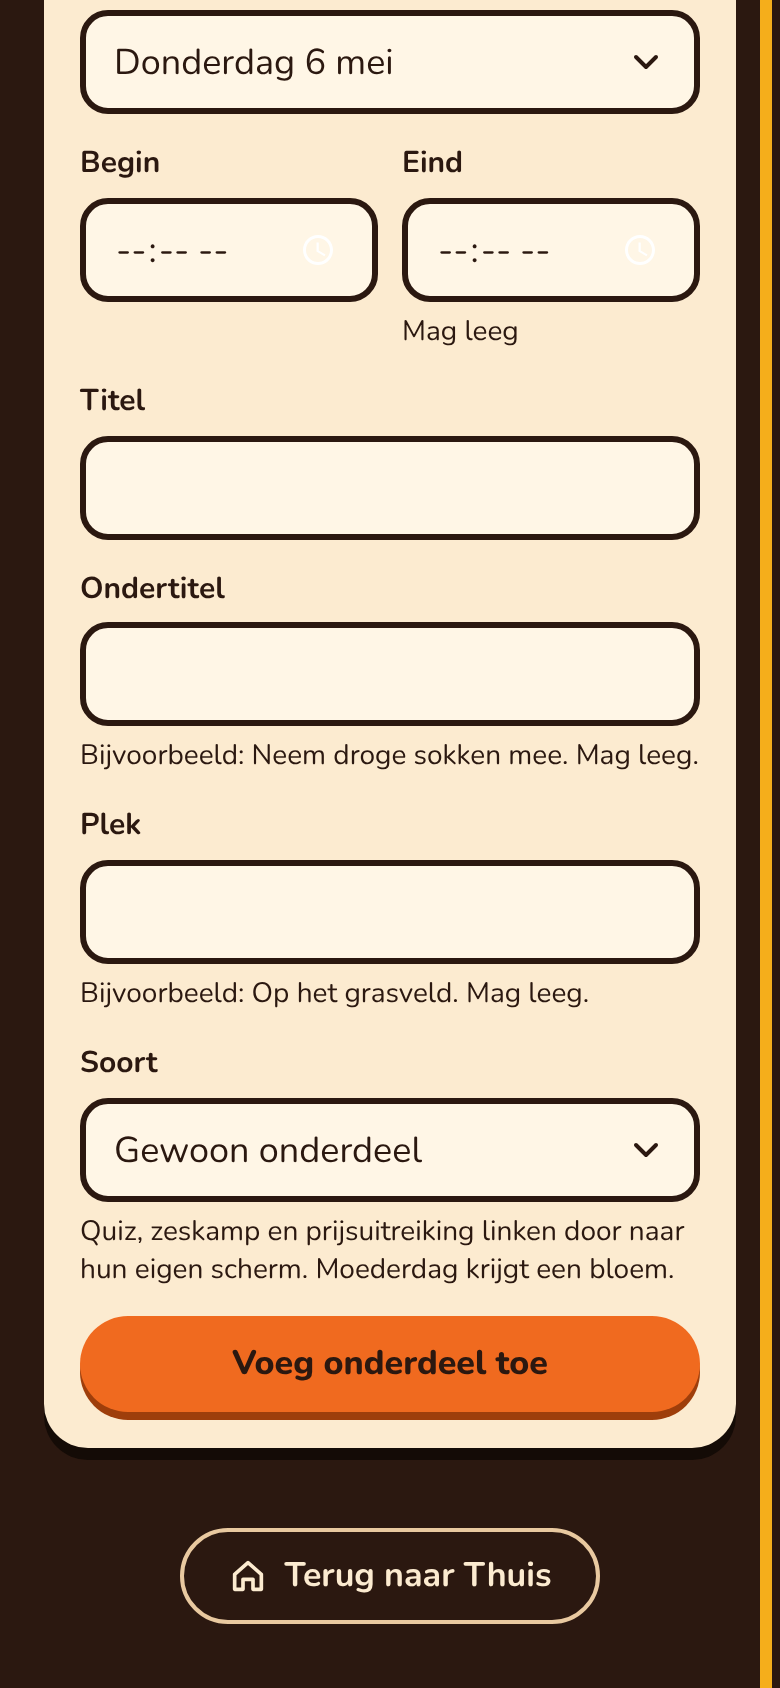 Donderdag 6 mei
Begin
Eind
--:-- --
--:-- --
Mag leeg
Titel
Ondertitel
Bijvoorbeeld: Neem droge sokken mee. Mag leeg.
Plek
Bijvoorbeeld: Op het grasveld. Mag leeg.
Soort
Gewoon onderdeel
Quiz, zeskamp en prijsuitreiking linken door naar
hun eigen scherm. Moederdag krijgt een bloem.
Voeg onderdeel toe
Terug naar Thuis